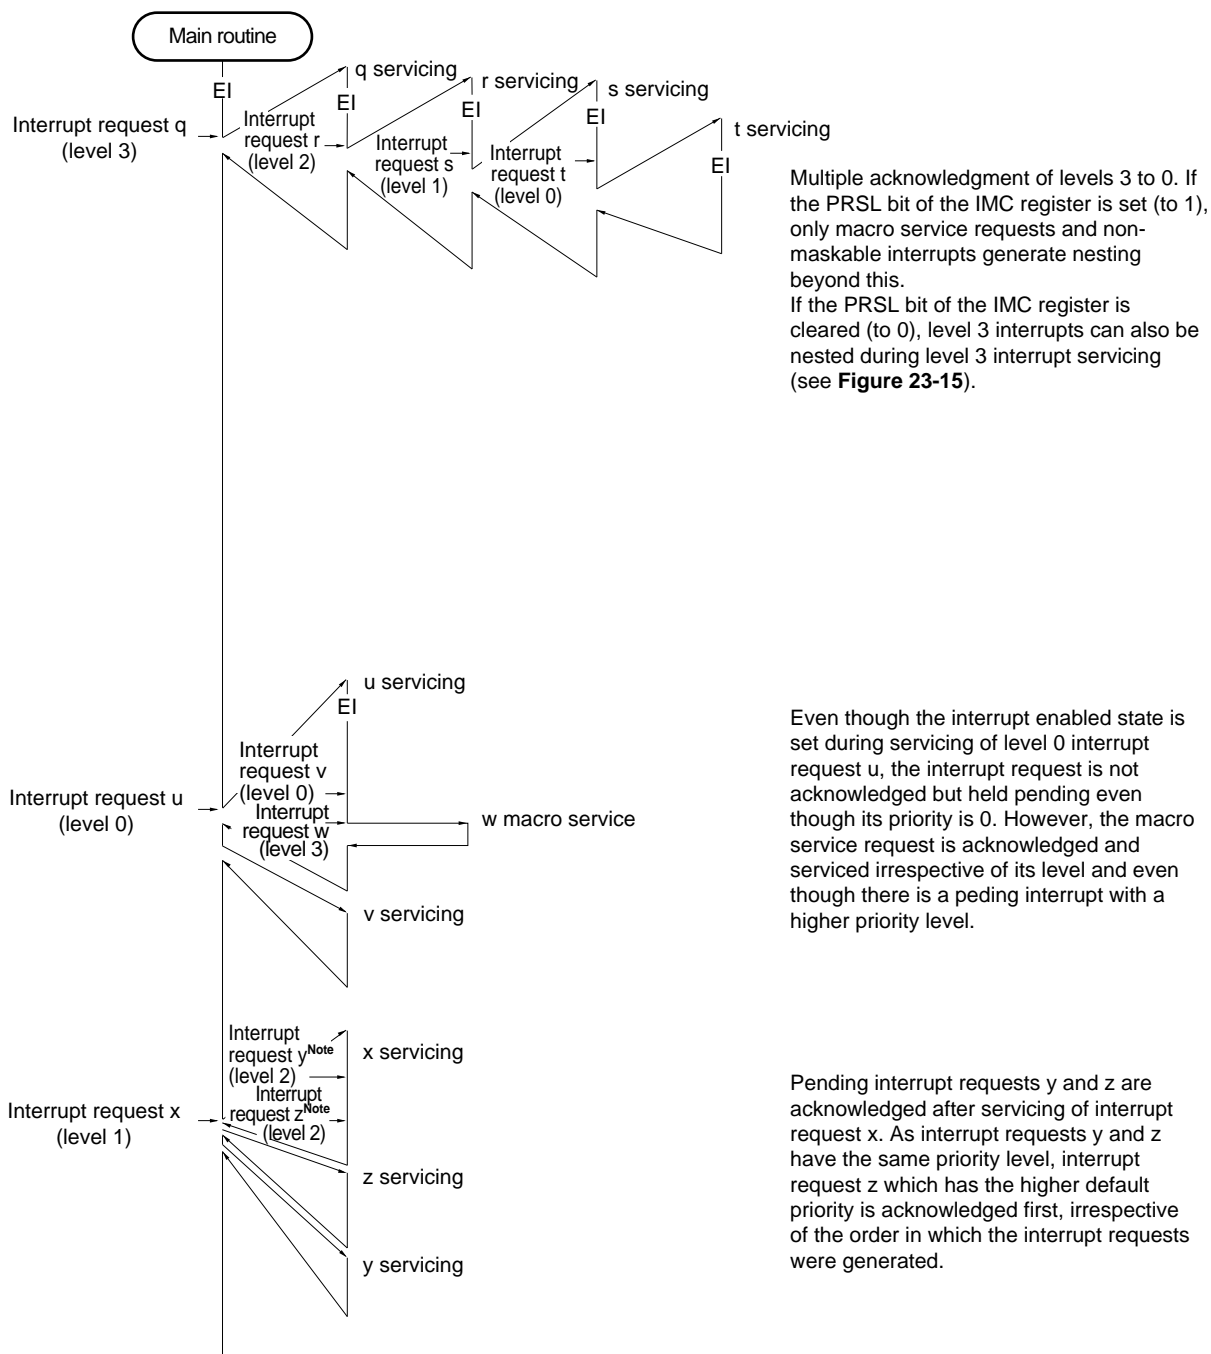 Main routine
EI
Interrupt request q
(level 3)
q servicing
EI
Interrupt
request r
(level 2)
r servicing
EI
Interrupt
request s
(level 1)
s servicing
EI
Interrupt
request t
(level 0)
t servicing
EI
Multiple acknowledgment of levels 3 to 0. If
the PRSL bit of the IMC register is set (to 1),
only macro service requests and non-
maskable interrupts generate nesting
beyond this.
If the PRSL bit of the IMC register is
cleared (to 0), level 3 interrupts can also be
nested during level 3 interrupt servicing
(see Figure 23-15).
u servicing
EI
Interrupt
request v
(level 0)
Interrupt request u
(level 0)
Interrupt
request w
(level 3)
w macro service
v servicing
Even though the interrupt enabled state is
set during servicing of level 0 interrupt
request u, the interrupt request is not
acknowledged but held pending even
though its priority is 0. However, the macro
service request is acknowledged and
serviced irrespective of its level and even
though there is a peding interrupt with a
higher priority level.
Interrupt
request yNote
(level 2)
x servicing
Interrupt request x
(level 1)
Interrupt
request zNote
(level 2)
z servicing
y servicing
Pending interrupt requests y and z are
acknowledged after servicing of interrupt
request x. As interrupt requests y and z
have the same priority level, interrupt
request z which has the higher default
priority is acknowledged first, irrespective
of the order in which the interrupt requests
were generated.